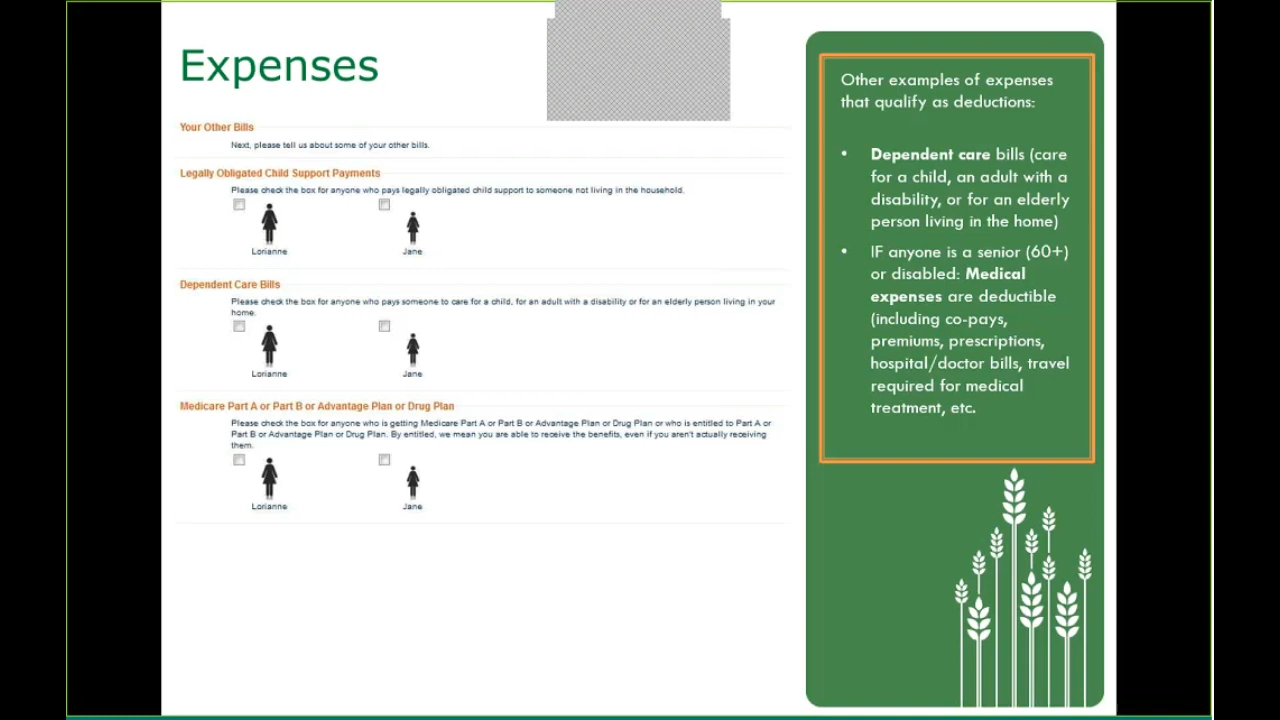 Expenses
Your Other Bills
Next, please tell us about some of your other bills.
Legally Obligated Child Support Payments
Please check the box for anyone who pays legally obligated child support to someone not living in the household.
Lorianne Jane
Dependent Care Bills
Please check the box for anyone who pays someone to care for a child, for an adult with a disability or for an elderly person living in your
home.
Lorianne Jane
Medicare Part A or Part B or Advantage Plan or Drug Plan
Please check the box for anyone who is getting Medicare Part A or Part B or Advantage Plan or Drug Plan or who is entitled to Part A or
Part B or Advantage Plan or Drug Plan. By entitled, we mean you are able to receive the benefits, even if you aren't actually receiving
them.
Lorianne Jane
Other examples of expenses
that qualify as deductions:
• Dependent care bills (care
for a child, an adult with a
disability, or for an elderly
person living in the home)
• IF anyone is a senior (60+)
or disabled: Medical
expenses are deductible
(including co-pays,
premiums, prescriptions,
hospital/doctor bills, travel
required for medical
treatment, etc.